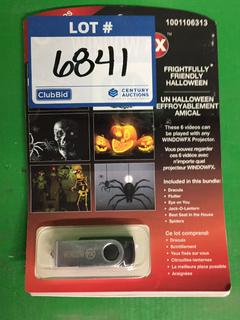 LOT #
6841
ClubBid
CENTURY
AUCTIONS
1001106313
X
FRIGHTFULLY
FRIENDLY
HALLOWEEN
UN HALLOWEEN
EFFROYABLEMENT
AMICAL
These 6 videos can
be played with any
WINDOWFX Projector.
Vous pouvez regarder
ces 6 vidéos avec
n'importe quel
projecteur WINDOWFX.
Included in this bundle:
• Dracula
• Flutter
• Eye on You
• Jack-O-Lantern
• Best Seat in the House
• Spiders
Ce lot comprend:
• Dracula
• Scintillement
• Yeux fixés sur vous
• Citrouilles-lanternes
• Le meilleure place possible
• Araignées